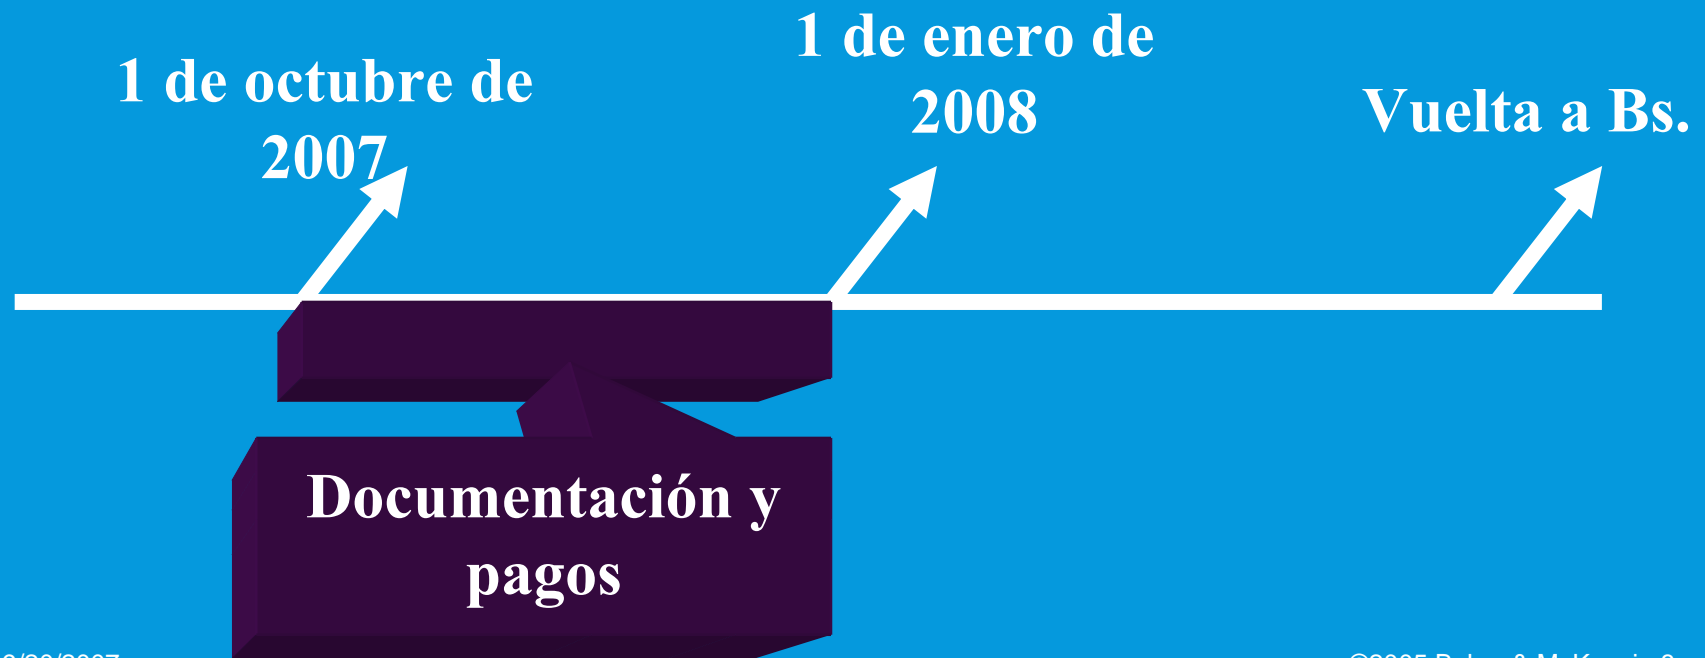 1 de octubre de
2007
1 de enero de
2008
Vuelta a Bs.
Documentación y
pagos